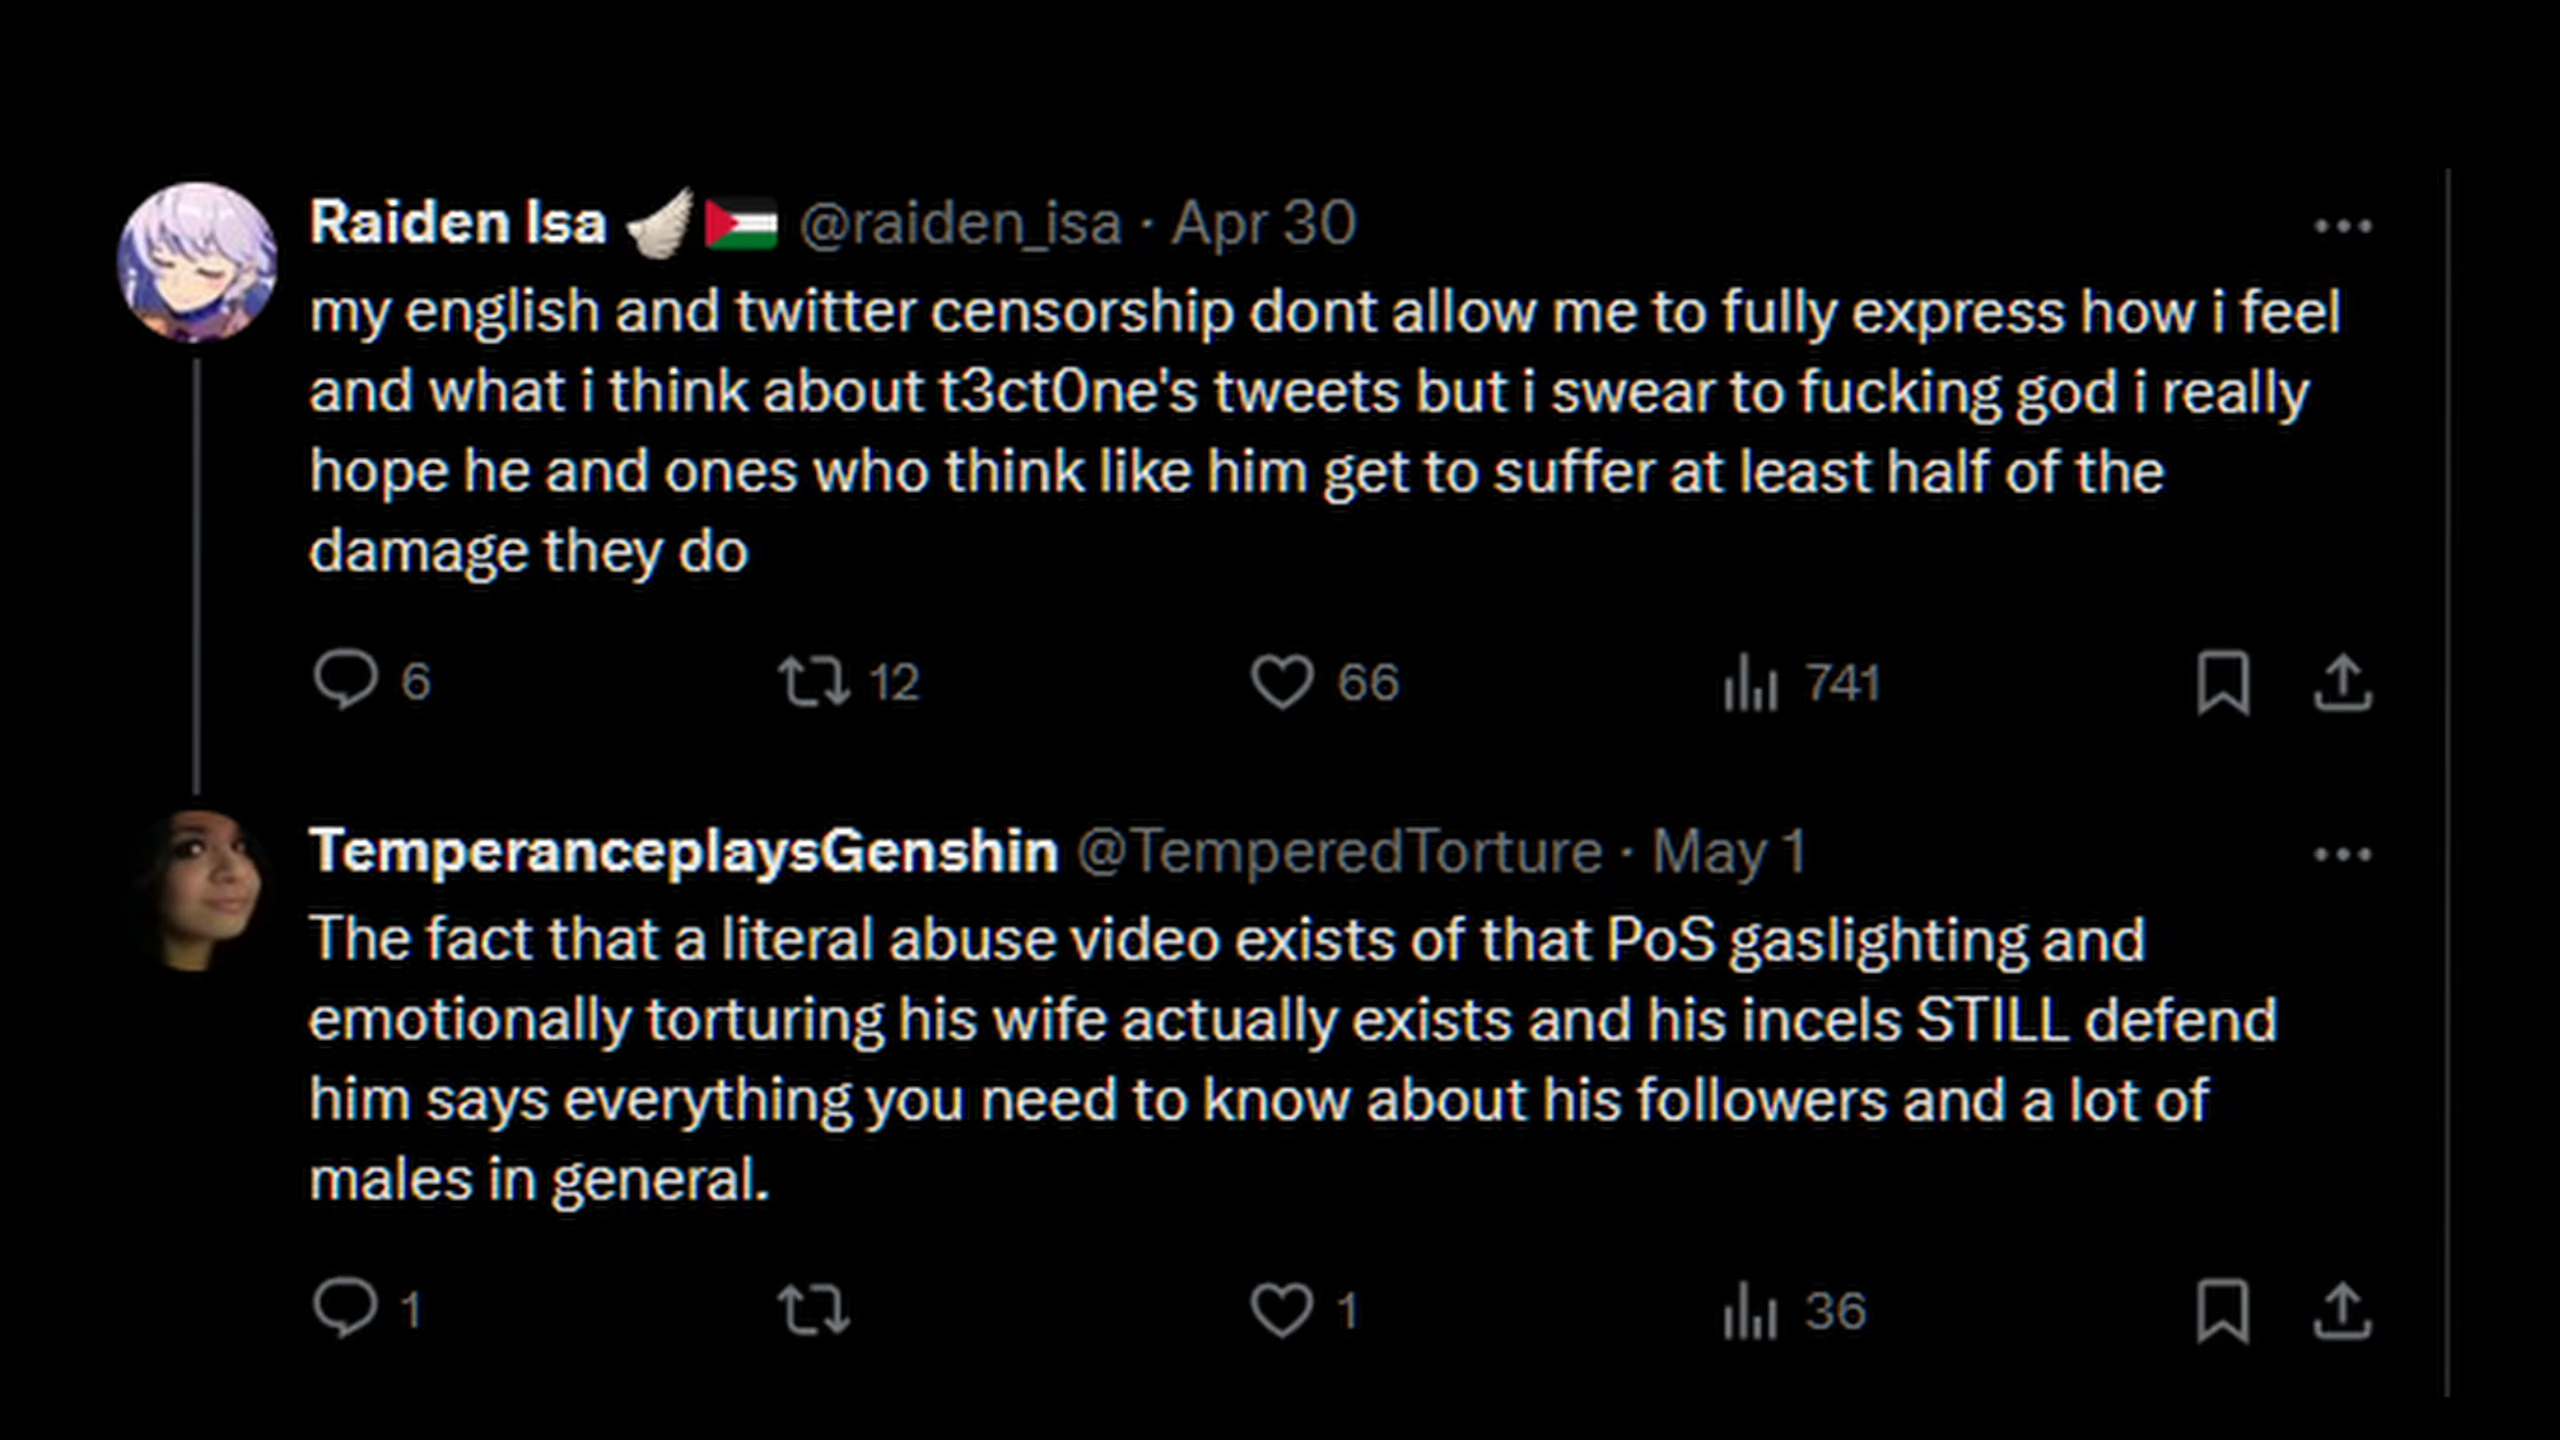 Raiden Isa 🪽🇵🇸 @raiden_isa · Apr 30
my english and twitter censorship dont allow me to fully express how i feel
and what i think about t3ct0ne's tweets but i swear to fucking god i really
hope he and ones who think like him get to suffer at least half of the
damage they do
6 12 66 741
TemperanceplaysGenshin @TemperedTorture · May 1
The fact that a literal abuse video exists of that PoS gaslighting and
emotionally torturing his wife actually exists and his incels STILL defend
him says everything you need to know about his followers and a lot of
males in general.
1 1 36